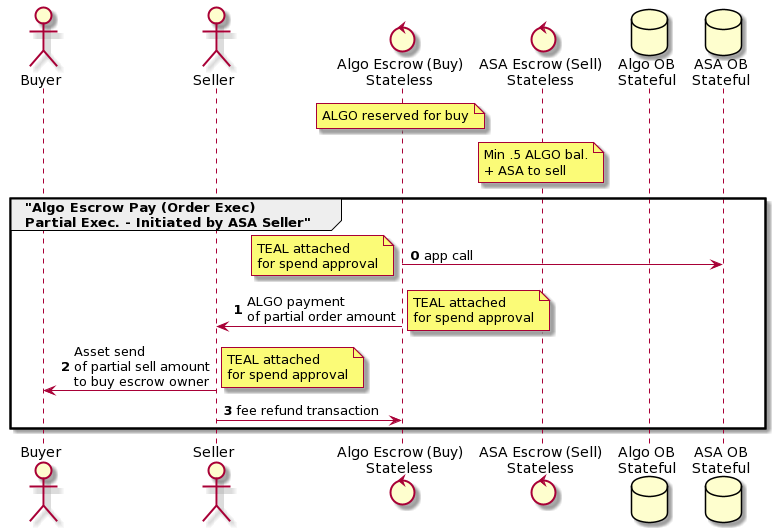 Buyer
Seller
Algo Escrow (Buy)
Stateless
ASA Escrow (Sell)
Stateless
Algo OB
Stateful
ASA OB
Stateful
ALGO reserved for buy
Min .5 ALGO bal.
+ ASA to sell
"Algo Escrow Pay (Order Exec)
Partial Exec. - Initiated by ASA Seller"
TEAL attached
for spend approval
0 app call
1 ALGO payment
of partial order amount
TEAL attached
for spend approval
Asset send
2 of partial sell amount
to buy escrow owner
TEAL attached
for spend approval
3 fee refund transaction
Buyer
Seller
Algo Escrow (Buy)
Stateless
ASA Escrow (Sell)
Stateless
Algo OB
Stateful
ASA OB
Stateful